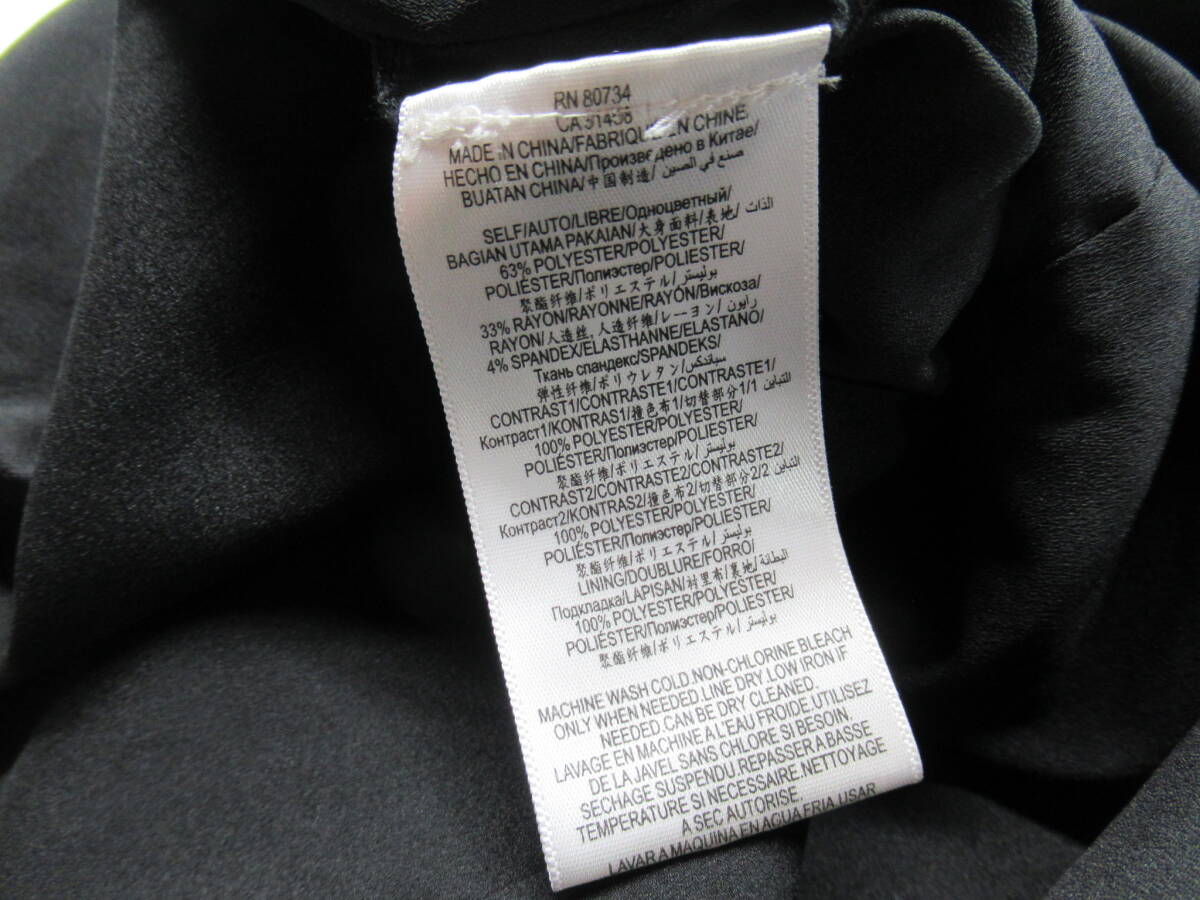 RN 80734
CA 31456
MADE IN CHINA/FABRIQUE EN CHINE/
HECHO EN CHINA/Произведено в Китае/
BUATAN CHINA/中国制造/ صنع في الصين
SELF/AUTO/LIBRE/Одноцветный/
BAGIAN UTAMA PAKAIAN/大身面料/表地/ الذات
63% POLYESTER/POLYESTER/
POLIÉSTER/Полиэстер/POLIESTER/
聚酯纤维/ポリエステル/ بوليستر
33% RAYON/RAYONNE/RAYÓN/Вискоза/
RAYON/人造丝, 人造纤维/レーヨン/ رايون
4% SPANDEX/ELASTHANNE/ELASTANO/
Ткань спандекс/SPANDEKS/
弹性纤维/ポリウレタン/ سباندكس
CONTRAST1/CONTRASTE1/CONTRASTE1/
Контраст1/KONTRAS1/撞色布1/切替部分1/ التباين 1
100% POLYESTER/POLYESTER/
POLIÉSTER/Полиэстер/POLIESTER/
聚酯纤维/ポリエステル/ بوليستر
CONTRAST2/CONTRASTE2/CONTRASTE2/
Контраст2/KONTRAS2/撞色布2/切替部分2/ التباين 2
100% POLYESTER/POLYESTER/
POLIÉSTER/Полиэстер/POLIESTER/
聚酯纤维/ポリエステル/ بوليستر
LINING/DOUBLURE/FORRO/
Подкладка/LAPISAN/衬里布/裏地/ البطانة
100% POLYESTER/POLYESTER/
POLIÉSTER/Полиэстер/POLIESTER/
聚酯纤维/ポリエステル/ بوليستر
MACHINE WASH COLD.NON-CHLORINE BLEACH
ONLY WHEN NEEDED.LINE DRY.LOW IRON IF
NEEDED.CAN BE DRY CLEANED.
LAVAGE EN MACHINE A L'EAU FROIDE.UTILISEZ
DE LA JAVEL SANS CHLORE SI BESOIN.
SECHAGE SUSPENDU.REPASSER A BASSE
TEMPERATURE SI NECESSAIRE.NETTOYAGE
A SEC AUTORISE.
LAVAR A MAQUINA EN AGUA FRIA USAR